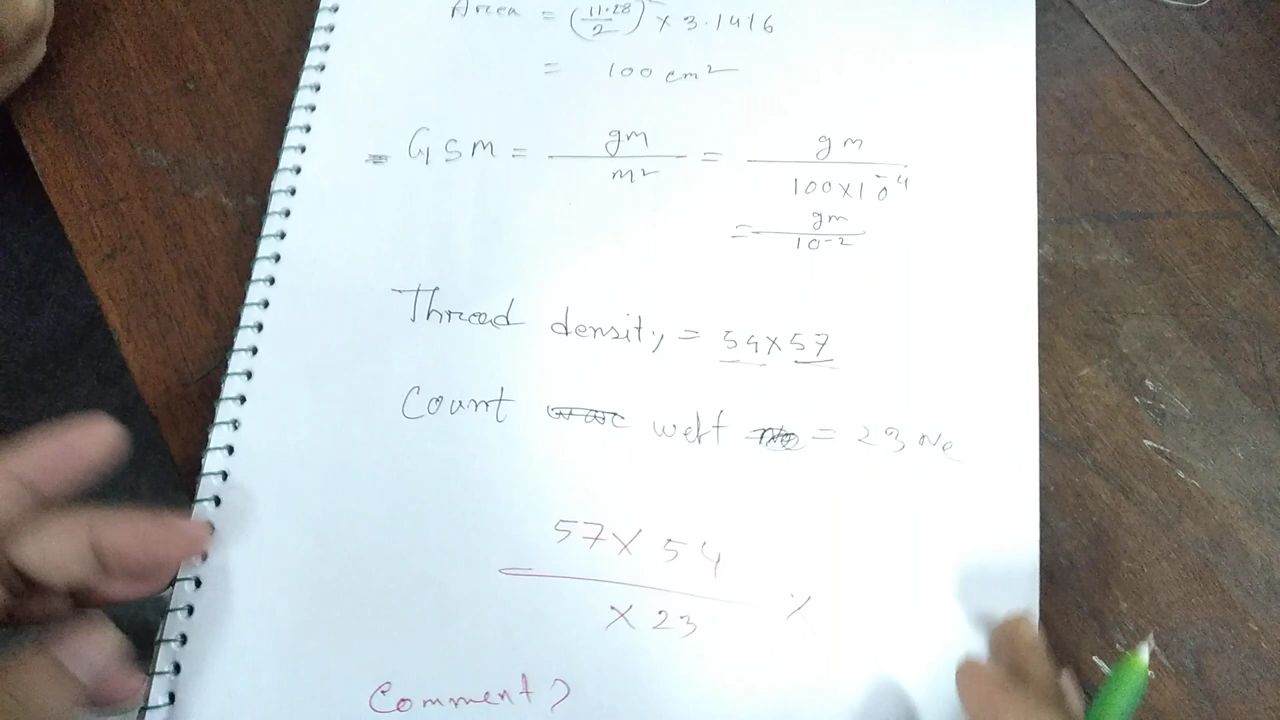 Area = (11.28/2)² × 3.1416
= 100 cm²
= GSM = gm/m² = gm/100×10⁻⁴
= gm/10⁻²
Thread density = 54×57
Count weft = 23 Ne
57× 54
× 23 ×
Comment?